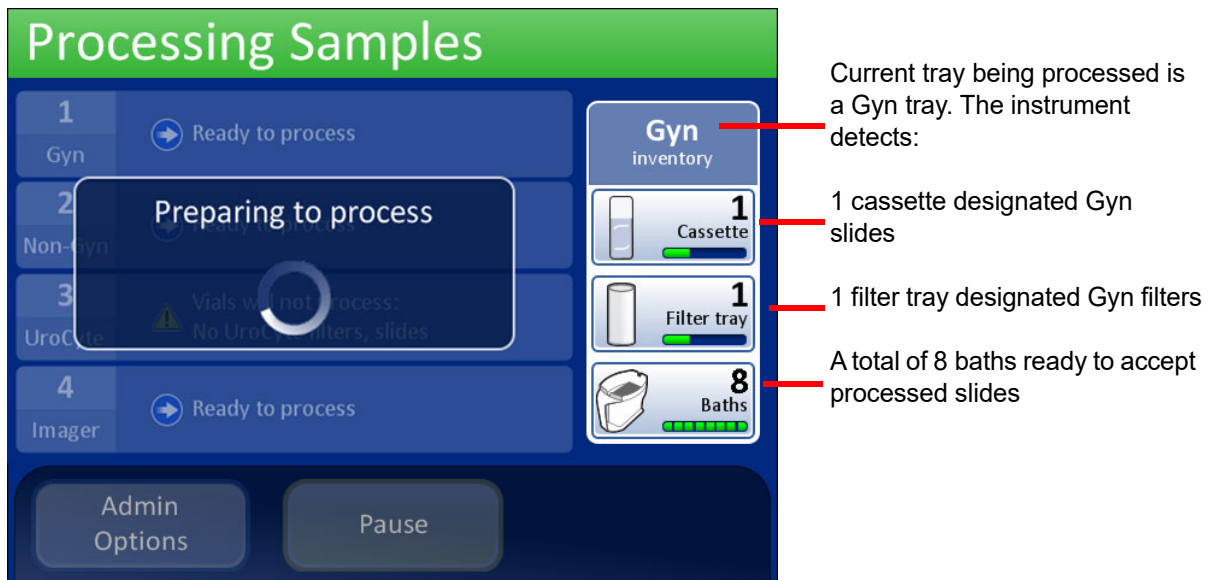 Processing Samples
1
Gyn
Ready to process
2
Non-Gyn
Ready to process
Preparing to process
3
UroCyte
Vials will not process:
No UroCyte filters, slides
4
Imager
Ready to process
Admin
Options
Pause
Gyn
inventory
1
Cassette
1
Filter tray
8
Baths
Current tray being processed is
a Gyn tray. The instrument
detects:
1 cassette designated Gyn
slides
1 filter tray designated Gyn filters
A total of 8 baths ready to accept
processed slides